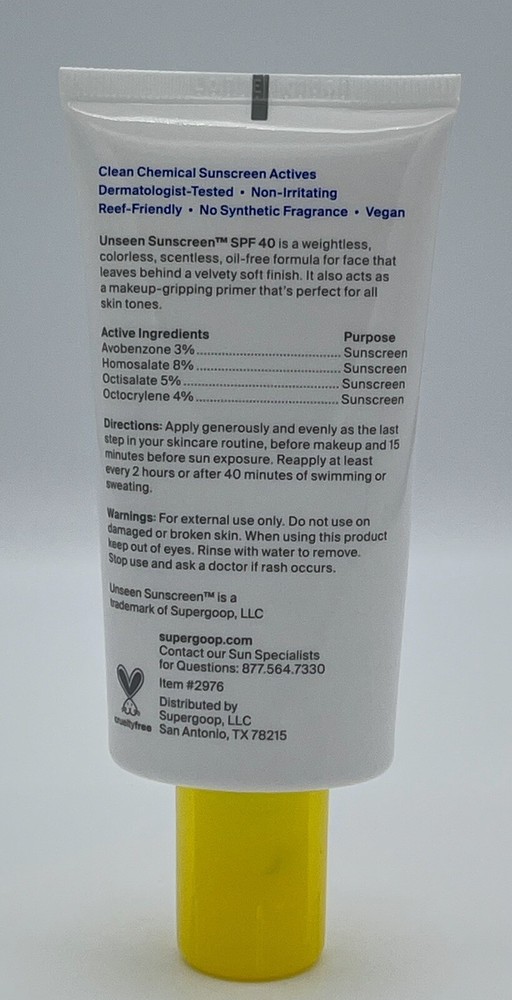 Clean Chemical Sunscreen Actives
Dermatologist-Tested • Non-Irritating
Reef-Friendly • No Synthetic Fragrance • Vegan
Unseen Sunscreen™ SPF 40 is a weightless,
colorless, scentless, oil-free formula for face that
leaves behind a velvety soft finish. It also acts as
a makeup-gripping primer that's perfect for all
skin tones.
Active Ingredients Purpose
Avobenzone 3%........................................ Sunscreen
Homosalate 8%........................................ Sunscreen
Octisalate 5%........................................... Sunscreen
Octocrylene 4%........................................ Sunscreen
Directions: Apply generously and evenly as the last
step in your skincare routine, before makeup and 15
minutes before sun exposure. Reapply at least
every 2 hours or after 40 minutes of swimming or
sweating.
Warnings: For external use only. Do not use on
damaged or broken skin. When using this product
keep out of eyes. Rinse with water to remove.
Stop use and ask a doctor if rash occurs.
Unseen Sunscreen™ is a
trademark of Supergoop, LLC
supergoop.com
Contact our Sun Specialists
for Questions: 877.564.7330
Item #2976
Distributed by
Supergoop, LLC
San Antonio, TX 78215
crueltyfree